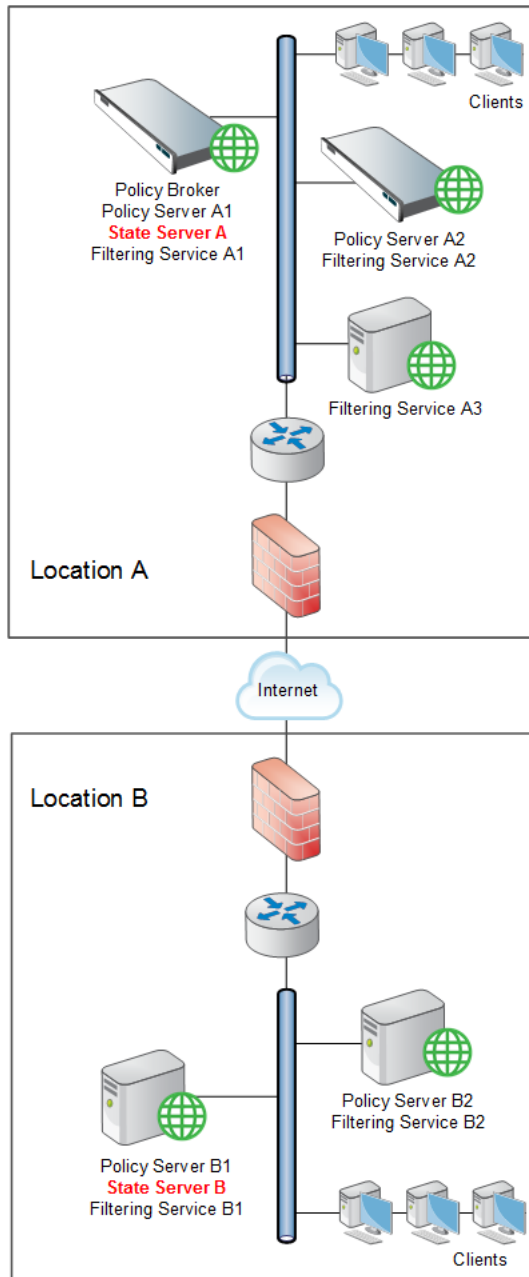 Clients
Policy Broker
Policy Server A1
State Server A
Filtering Service A1
Policy Server A2
Filtering Service A2
Filtering Service A3
Location A
Internet
Location B
Policy Server B2
Filtering Service B2
Policy Server B1
State Server B
Filtering Service B1
Clients